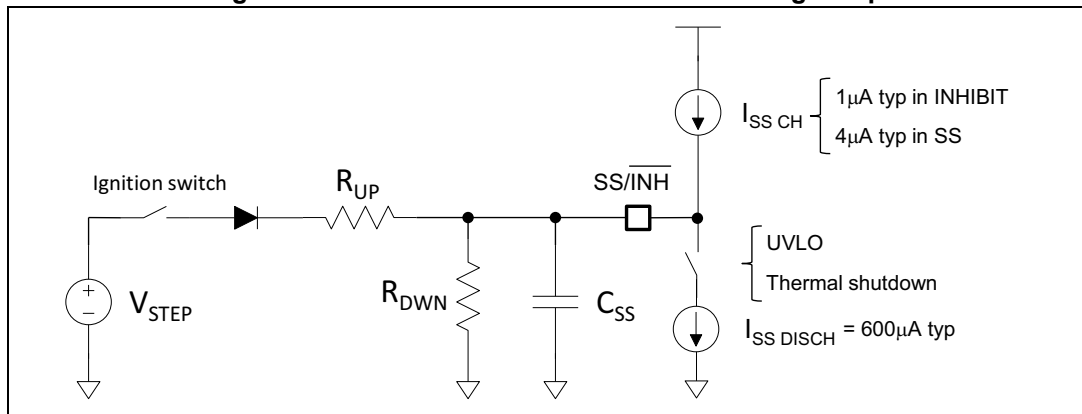 I_SS CH
1μA typ in INHIBIT
4μA typ in SS
Ignition switch
R_UP
SS/INH
V_STEP
R_DWN
C_SS
UVLO
Thermal shutdown
I_SS DISCH = 600μA typ
+
−